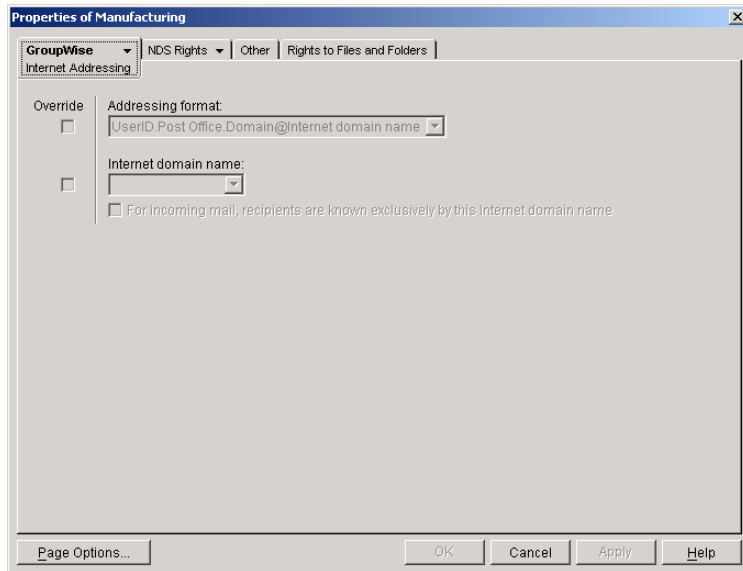 Properties of Manufacturing
GroupWise NDS Rights Other Rights to Files and Folders
Internet Addressing
Override Addressing format:
UserID.Post Office.Domain@Internet domain name
Internet domain name:
For incoming mail, recipients are known exclusively by this Internet domain name
Page Options... OK Cancel Apply Help